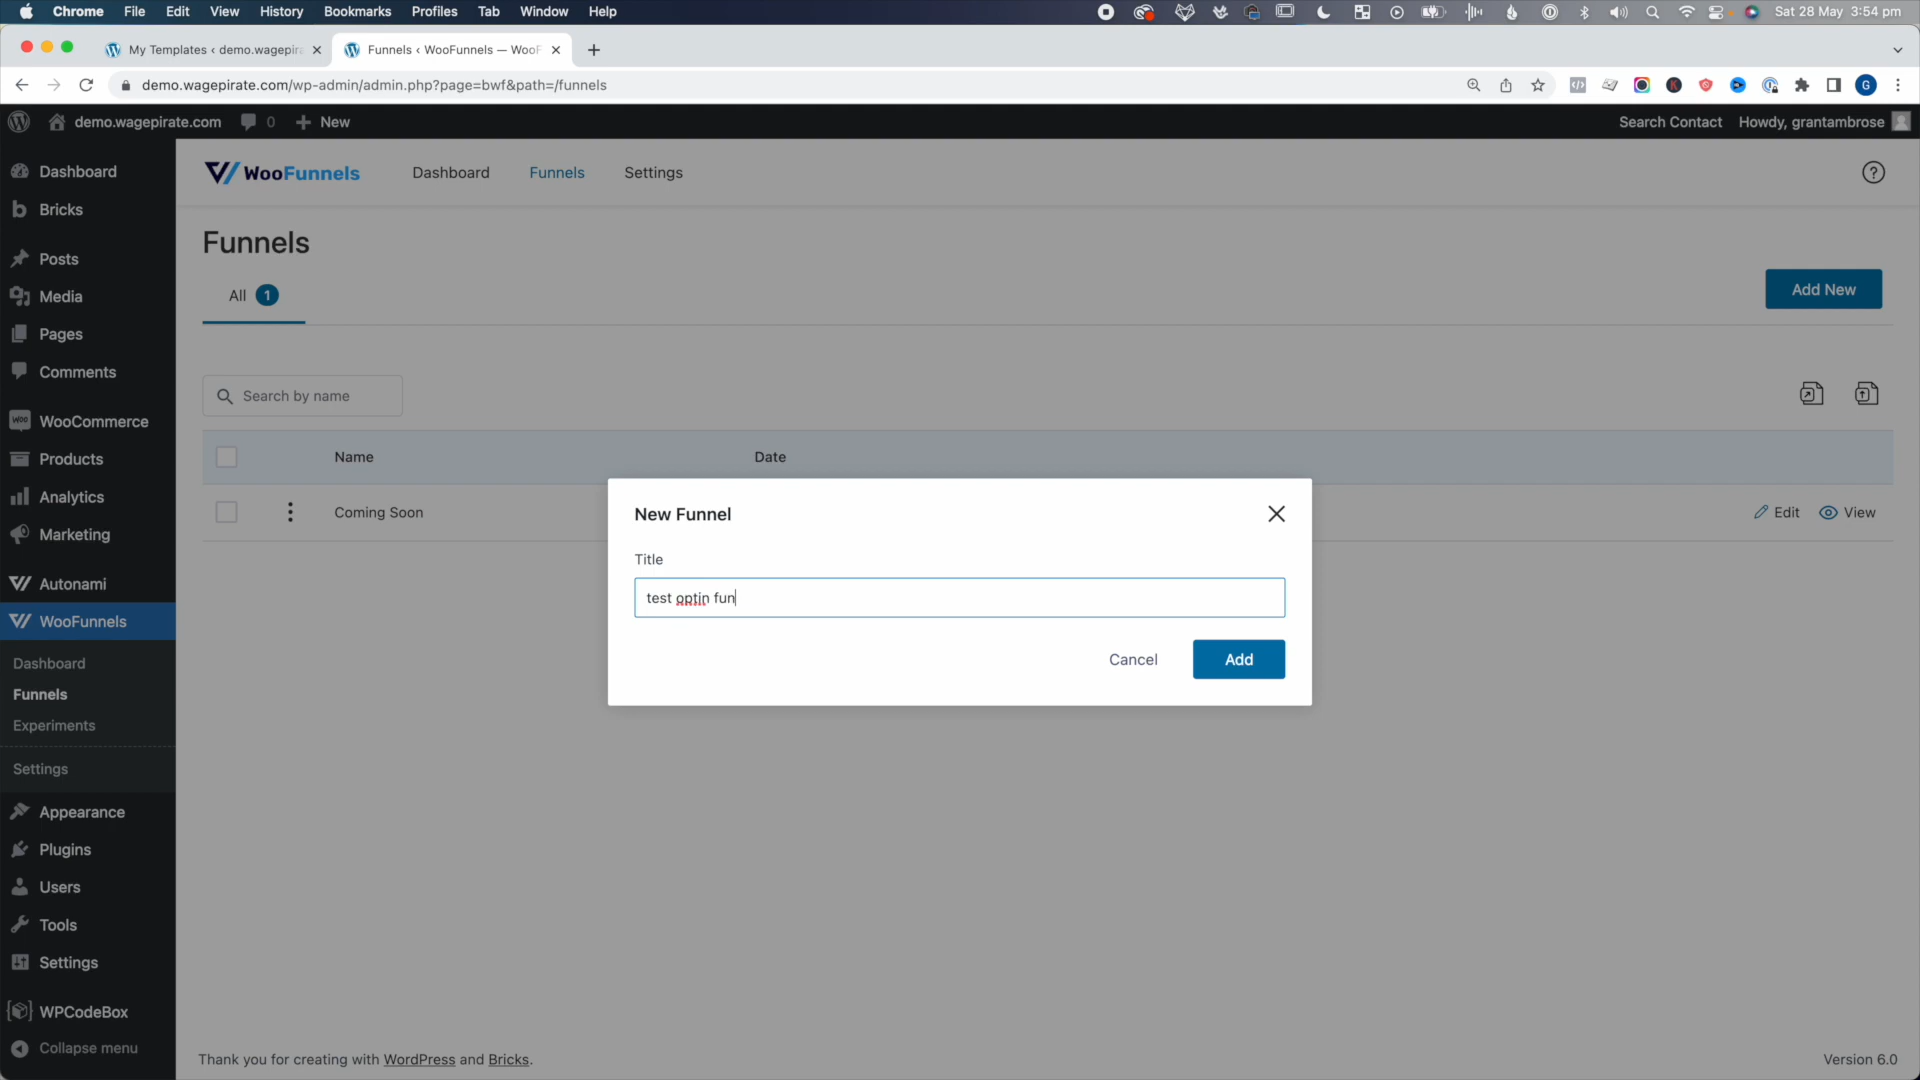 Chrome File Edit View History Bookmarks Profiles Tab Window Help Sat 28 May 3:54 pm
My Templates ‹ demo.wagepira Funnels ‹ WooFunnels — WooF
demo.wagepirate.com/wp-admin/admin.php?page=bwf&path=/funnels G
demo.wagepirate.com 0 New Search Contact Howdy, grantambrose
Dashboard
Bricks
Posts
Media
Pages
Comments
WooCommerce
Products
Analytics
Marketing
Autonami
WooFunnels
Dashboard
Funnels
Experiments
Settings
Appearance
Plugins
Users
Tools
Settings
WPCodeBox
Collapse menu
WooFunnels Dashboard Funnels Settings
Funnels
All 1
Add New
Search by name
Name Date
Coming Soon Edit View
New Funnel
Title
test optin fun
Cancel Add
Thank you for creating with WordPress and Bricks. Version 6.0